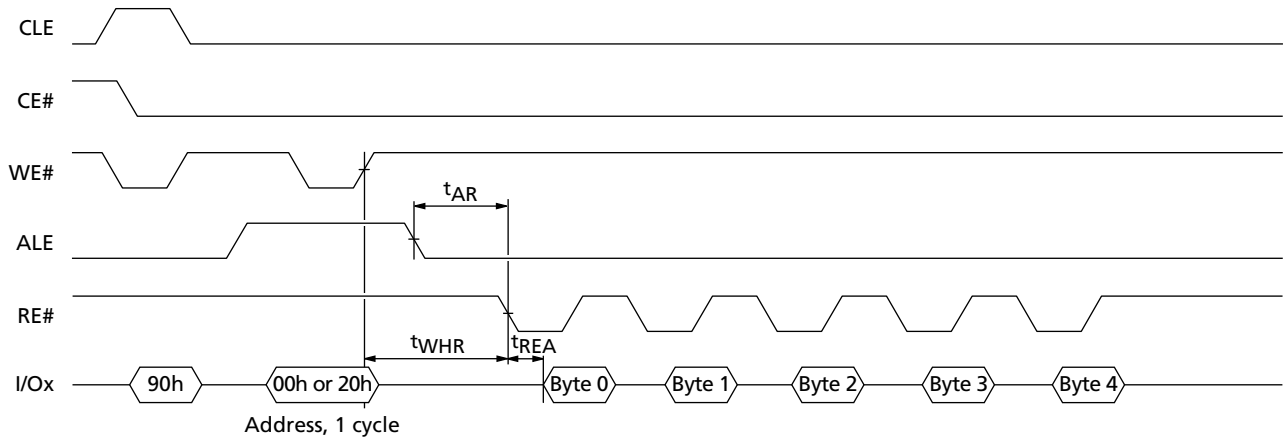 CLE
CE#
WE#
tAR
ALE
RE#
tWHR
tREA
I/Ox
90h
00h or 20h
Byte 0
Byte 1
Byte 2
Byte 3
Byte 4
Address, 1 cycle